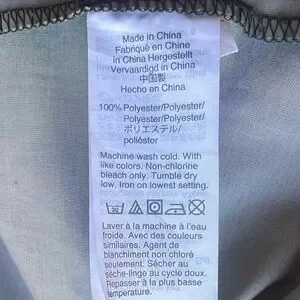 Made in China
Fabriqué en Chine
in China Hergestellt
Vervaardigd in China
中国製
Hecho en China
100% Polyester/Polyester/
Polyester/Polyester/
ポリエステル/
poliéster
Machine wash cold. With
like colors. Non-chlorine
bleach only. Tumble dry
low. Iron on lowest setting.
Laver à la machine à l'eau
froide. Avec des couleurs
similaires. Agent de
blanchiment non chloré
seulement. Sécher au
sèche-linge au cycle doux.
Repasser à la plus basse
température.